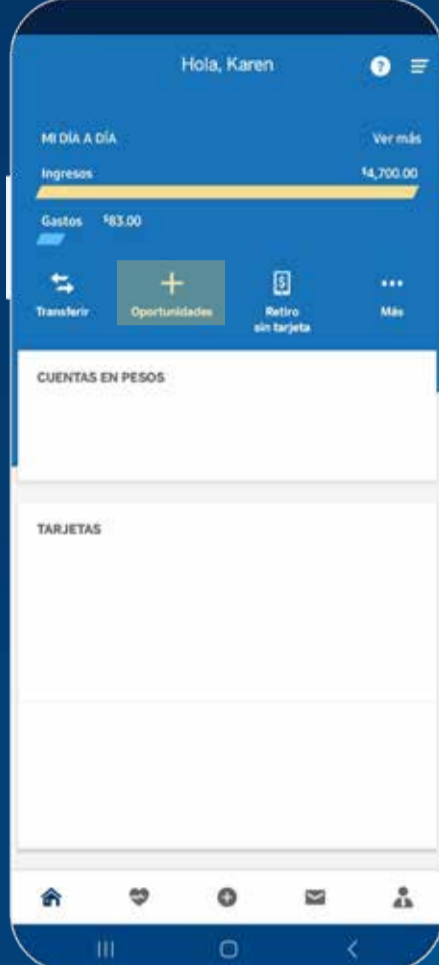 Hola, Karen
?
MI DÍA A DÍA Ver más
Ingresos $4,700.00
Gastos $83.00
Transferir Oportunidades Retiro sin tarjeta Más
CUENTAS EN PESOS
TARJETAS